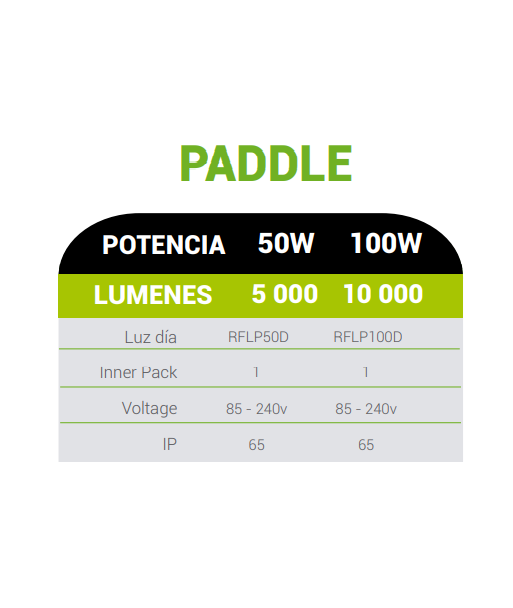 PADDLE
POTENCIA 50W 100W
LUMENES 5 000 10 000
Luz día RFLP50D RFLP100D
Inner Pack 1 1
Voltage 85 - 240v 85 - 240v
IP 65 65